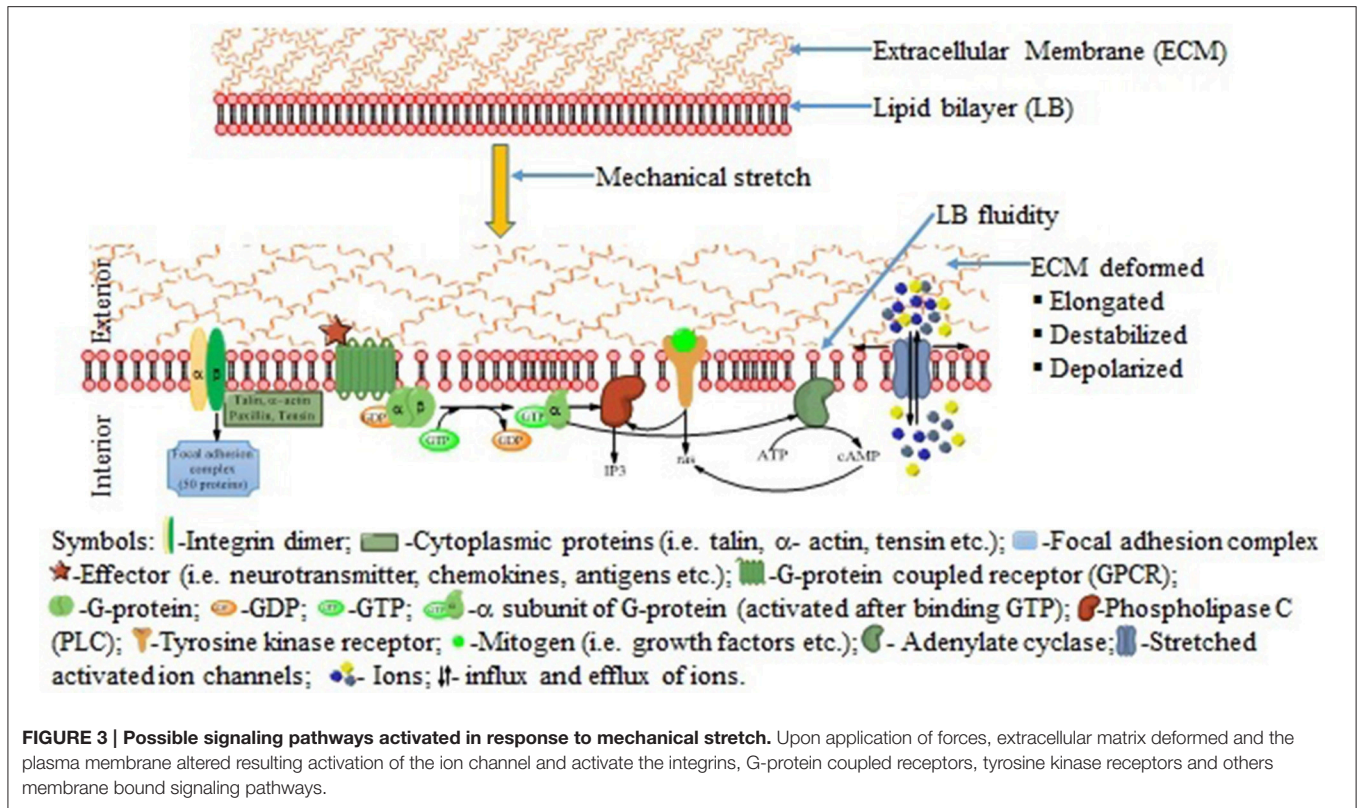 Extracellular Membrane (ECM)
Lipid bilayer (LB)
Mechanical stretch
LB fluidity
Exterior
ECM deformed
▪ Elongated
▪ Destabilized
▪ Depolarized
α β
Talin, α-actin
Paxillin, Tensin
GDP α β
GTP α
GTP
GDP
Interior
Focal adhesion
complex
(50 proteins)
IP3
ras
ATP
cAMP
Symbols: -Integrin dimer; -Cytoplasmic proteins (i.e. talin, α- actin, tensin etc.); -Focal adhesion complex
-Effector (i.e. neurotransmitter, chemokines, antigens etc.); -G-protein coupled receptor (GPCR);
-G-protein; GDP -GDP; GTP -GTP; GTP α -α subunit of G-protein (activated after binding GTP); -Phospholipase C
(PLC); -Tyrosine kinase receptor; -Mitogen (i.e. growth factors etc.); - Adenylate cyclase; -Stretched
activated ion channels; - Ions; - influx and efflux of ions.
FIGURE 3 | Possible signaling pathways activated in response to mechanical stretch. Upon application of forces, extracellular matrix deformed and the
plasma membrane altered resulting activation of the ion channel and activate the integrins, G-protein coupled receptors, tyrosine kinase receptors and others
membrane bound signaling pathways.